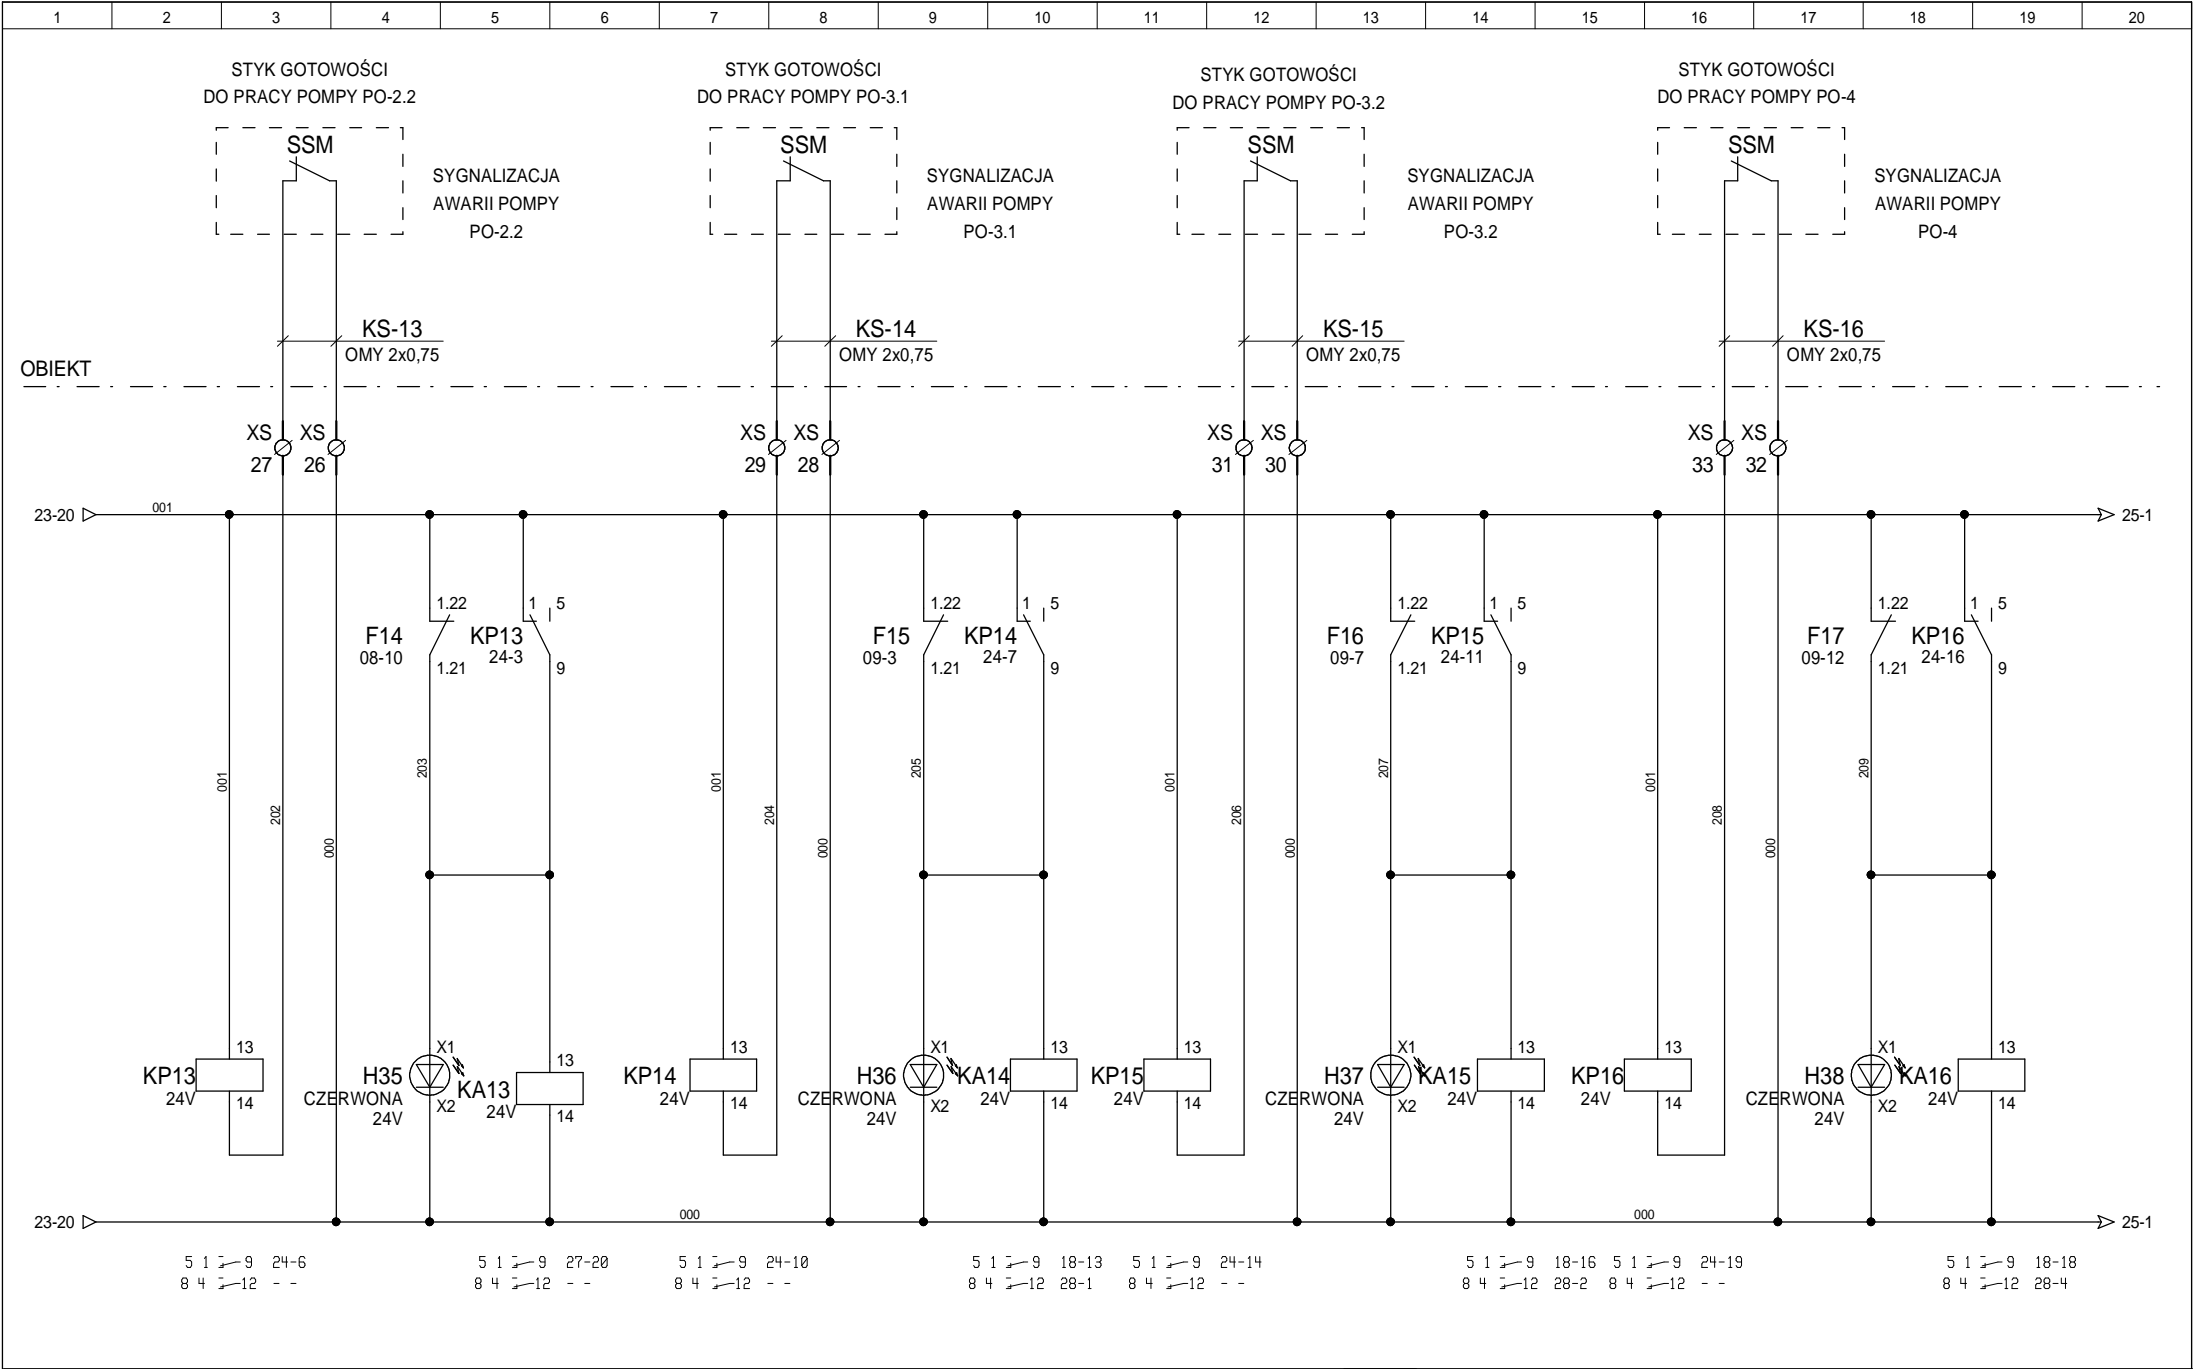 1 2 3 4 5 6 7 8 9 10 11 12 13 14 15 16 17 18 19 20
STYK GOTOWOŚCI
DO PRACY POMPY PO-2.2
STYK GOTOWOŚCI
DO PRACY POMPY PO-3.1
STYK GOTOWOŚCI
DO PRACY POMPY PO-3.2
STYK GOTOWOŚCI
DO PRACY POMPY PO-4
SSM
SYGNALIZACJA
AWARII POMPY
PO-2.2
SSM
SYGNALIZACJA
AWARII POMPY
PO-3.1
SSM
SYGNALIZACJA
AWARII POMPY
PO-3.2
SSM
SYGNALIZACJA
AWARII POMPY
PO-4
KS-13
OMY 2x0,75
KS-14
OMY 2x0,75
KS-15
OMY 2x0,75
KS-16
OMY 2x0,75
OBIEKT
XS XS
27 26
XS XS
29 28
XS XS
31 30
XS XS
33 32
23-20 001 25-1
1.22 1 5
F14 KP13
08-10 24-3
1.21 9
1.22 1 5
F15 KP14
09-3 24-7
1.21 9
1.22 1 5
F16 KP15
09-7 24-11
1.21 9
1.22 1 5
F17 KP16
09-12 24-16
1.21 9
001 202 000 203
001 204 000 205
001 206 000 207
001 208 000 209
13
KP13
24V 14
X1
H35
CZERWONA X2
24V
13
KA13
24V 14
13
KP14
24V 14
X1
H36
CZERWONA X2
24V
13
KA14
24V 14
13
KP15
24V 14
X1
H37
CZERWONA X2
24V
13
KA15
24V 14
13
KP16
24V 14
X1
H38
CZERWONA X2
24V
13
KA16
24V 14
23-20 000 000 25-1
5 1 9 24-6
8 4 12 - -
5 1 9 27-20
8 4 12 - -
5 1 9 24-10
8 4 12 - -
5 1 9 18-13
8 4 12 28-1
5 1 9 24-14
8 4 12 - -
5 1 9 18-16
8 4 12 28-2
5 1 9 24-19
8 4 12 - -
5 1 9 18-18
8 4 12 28-4